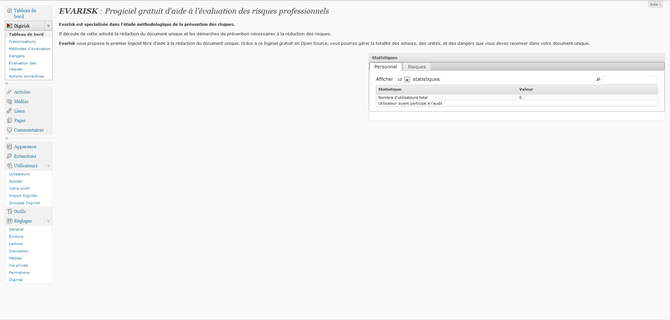 Aide
Tableau de
bord
Digirisk
Tableau de bord
Préconisations
Méthodes d'évaluation
Dangers
Évaluation des
risques
Actions correctives
Articles
Médias
Liens
Pages
Commentaires
Apparence
Extensions
Utilisateurs
Utilisateurs
Ajouter
Votre profil
Import Digirisk
Groupes Digirisk
Outils
Réglages
Général
Écriture
Lecture
Discussion
Médias
Vie privée
Permaliens
Digirisk
EVARISK : Progiciel gratuit d'aide à l'évaluation des risques professionnels
Evarisk est specialisée dans l'étude méthologique de la prévention des risques.
Il découle de cette activité la rédaction du document unique et les démarches de prévention nécessaires à la réduction des risques.
Evarisk vous propose le premier logiciel libre d'aide à la rédaction du document unique. Grâce à ce logiciel gratuit en Open Source, vous pourrez gérer la totalité des acteurs, des unités, et des dangers que vous devez recenser dans votre document unique.
Statistiques
Personnel Risques
Afficher 10 statistiques
Statistique Valeur
Nombre d'utilisateurs total 0
Utilisateur ayant participé à l'audit